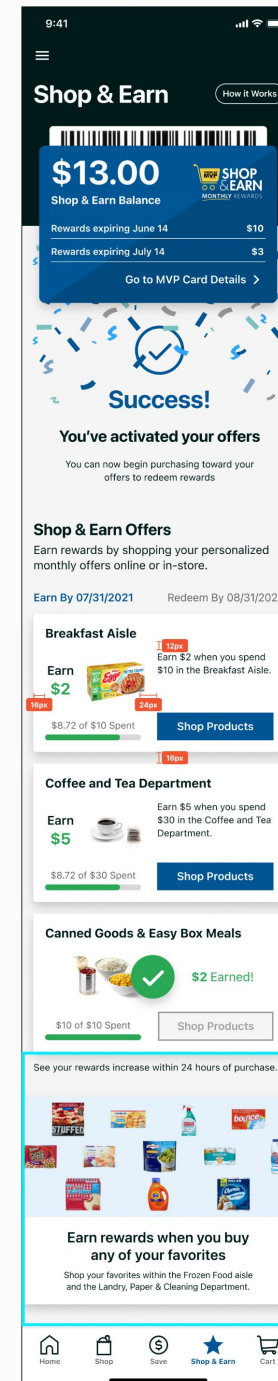 9:41
Shop & Earn
How it Works
$13.00
Shop & Earn Balance
MVP SHOP
&EARN
MONTHLY REWARDS
Rewards expiring June 14 $10
Rewards expiring July 14 $3
Go to MVP Card Details >
Success!
You've activated your offers
You can now begin purchasing toward your
offers to redeem rewards
Shop & Earn Offers
Earn rewards by shopping your personalized
monthly offers online or in-store.
Earn By 07/31/2021 Redeem By 08/31/202
Breakfast Aisle
12px
Earn
$2
Eggo
Earn $2 when you spend
$10 in the Breakfast Aisle.
16px
24px
$8.72 of $10 Spent
Shop Products
16px
Coffee and Tea Department
Earn
$5
Earn $5 when you spend
$30 in the Coffee and Tea
Department.
$8.72 of $30 Spent
Shop Products
Canned Goods & Easy Box Meals
$2 Earned!
$10 of $10 Spent
Shop Products
See your rewards increase within 24 hours of purchase.
STUFFED
bounce
Charmin
Earn rewards when you buy
any of your favorites
Shop your favorites within the Frozen Food aisle
and the Landry, Paper & Cleaning Department.
Home
Shop
Save
Shop & Earn
Cart